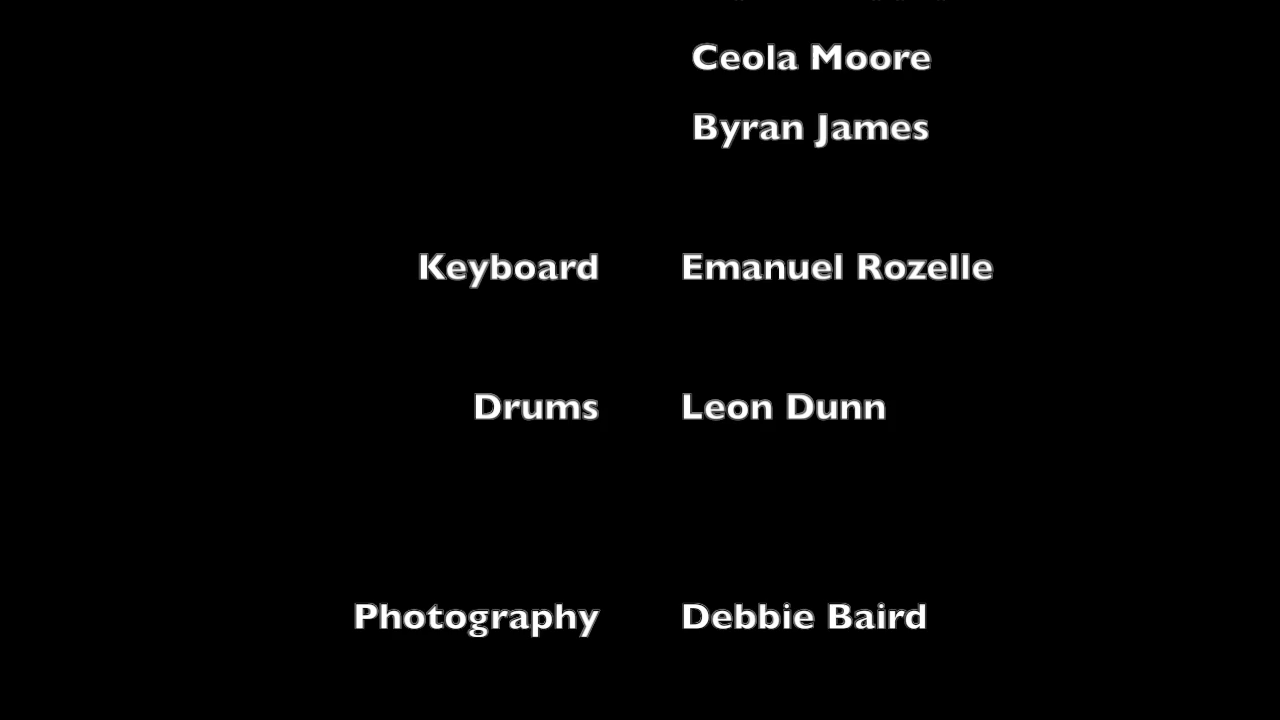 Ceola Moore
Byran James
Keyboard Emanuel Rozelle
Drums Leon Dunn
Photography Debbie Baird